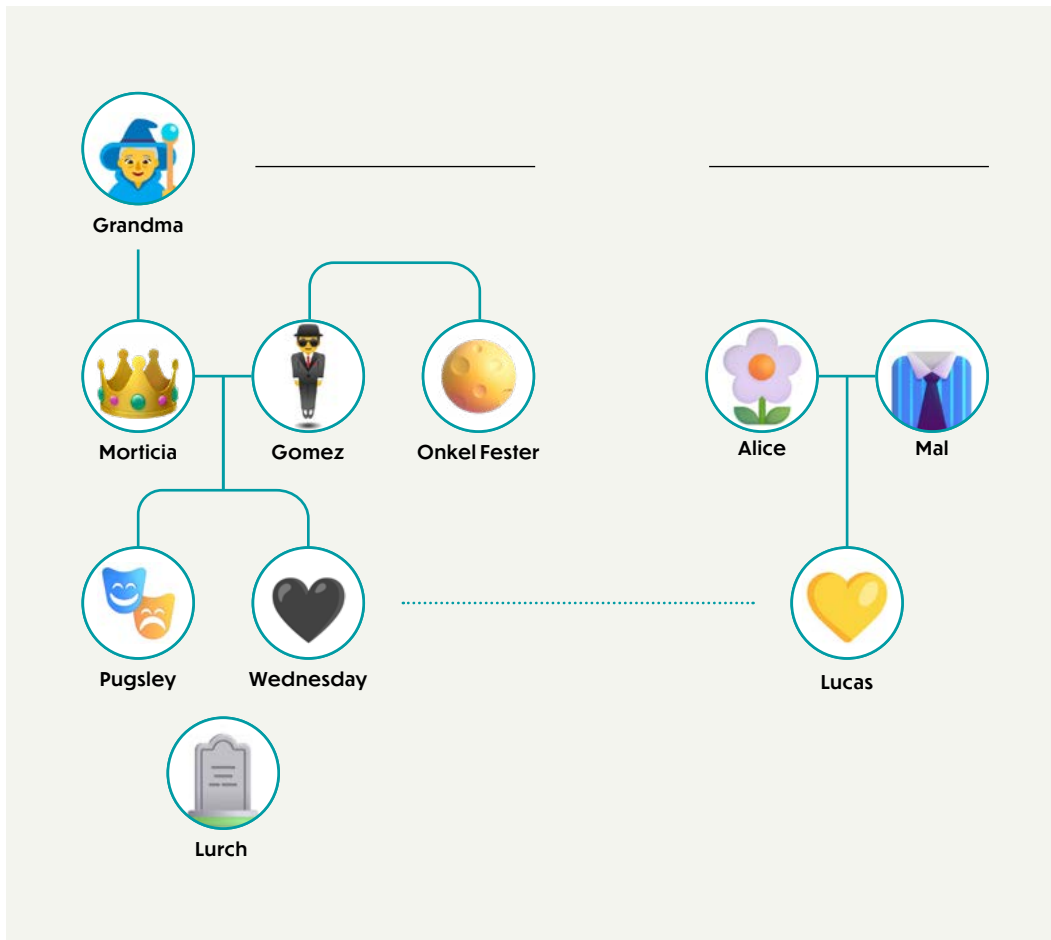 Grandma
Morticia
Gomez
Onkel Fester
Alice
Mal
Pugsley
Wednesday
Lucas
Lurch